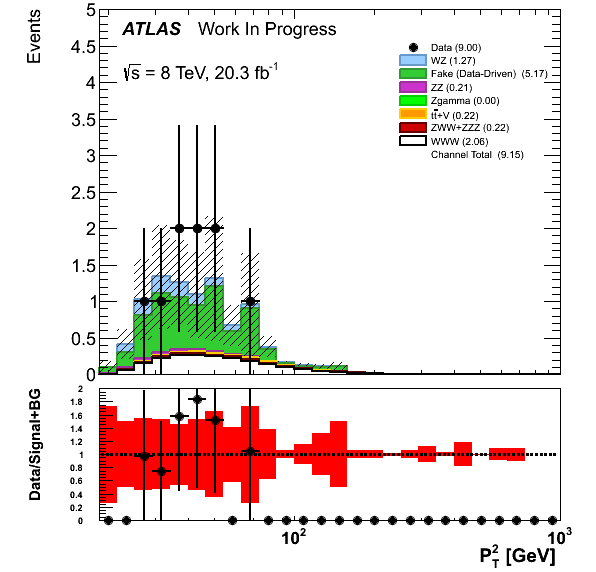 Events
5
4.5
4
3.5
3
2.5
2
1.5
1
0.5
0
ATLAS Work In Progress
√s = 8 TeV, 20.3 fb⁻¹
Data (9.00)
WZ (1.27)
Fake (Data-Driven) (5.17)
ZZ (0.21)
Zgamma (0.00)
tt̄+V (0.22)
ZWW+ZZZ (0.22)
WWW (2.06)
Channel Total (9.15)
Data/Signal+BG
2
1.8
1.6
1.4
1.2
1
0.8
0.6
0.4
0.2
0
10²
10³
P²_T [GeV]